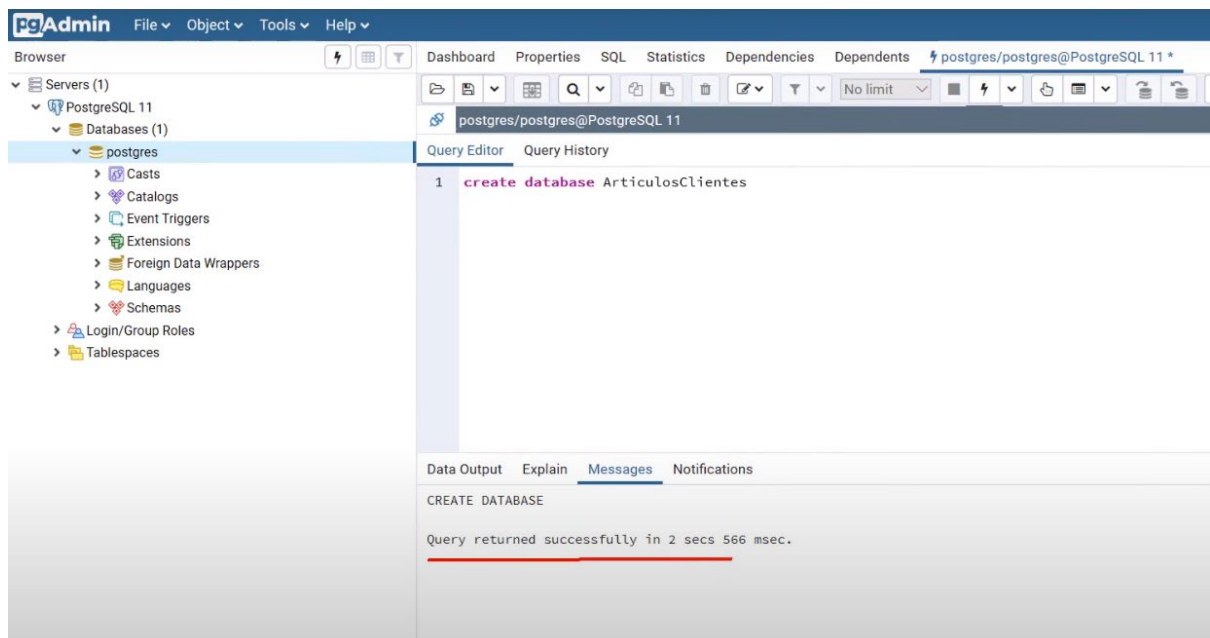 pgAdmin File Object Tools Help
Browser
Dashboard Properties SQL Statistics Dependencies Dependents postgres/postgres@PostgreSQL 11 *
Servers (1)
No limit
PostgreSQL 11
postgres/postgres@PostgreSQL 11
Databases (1)
postgres
Query Editor Query History
Casts
1 create database ArticulosClientes
Catalogs
Event Triggers
Extensions
Foreign Data Wrappers
Languages
Schemas
Login/Group Roles
Tablespaces
Data Output Explain Messages Notifications
CREATE DATABASE
Query returned successfully in 2 secs 566 msec.